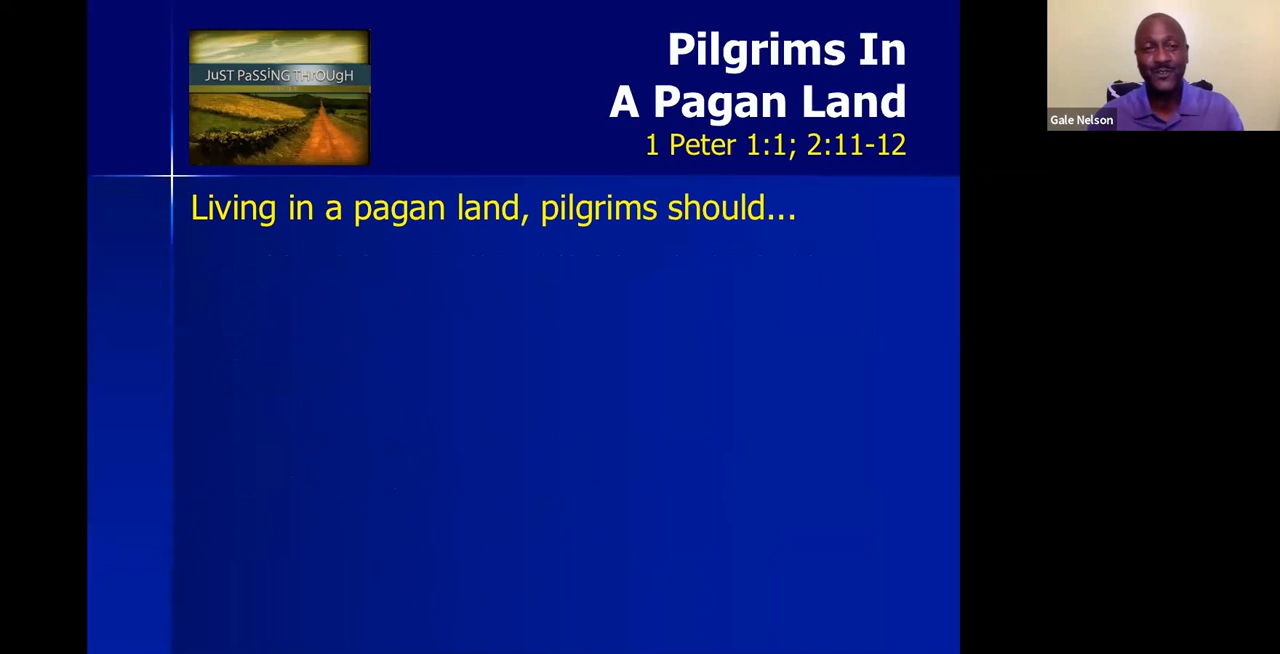 JuST PaSSiNG THrOUgH
Pilgrims In
A Pagan Land
1 Peter 1:1; 2:11-12
Living in a pagan land, pilgrims should...
Gale Nelson